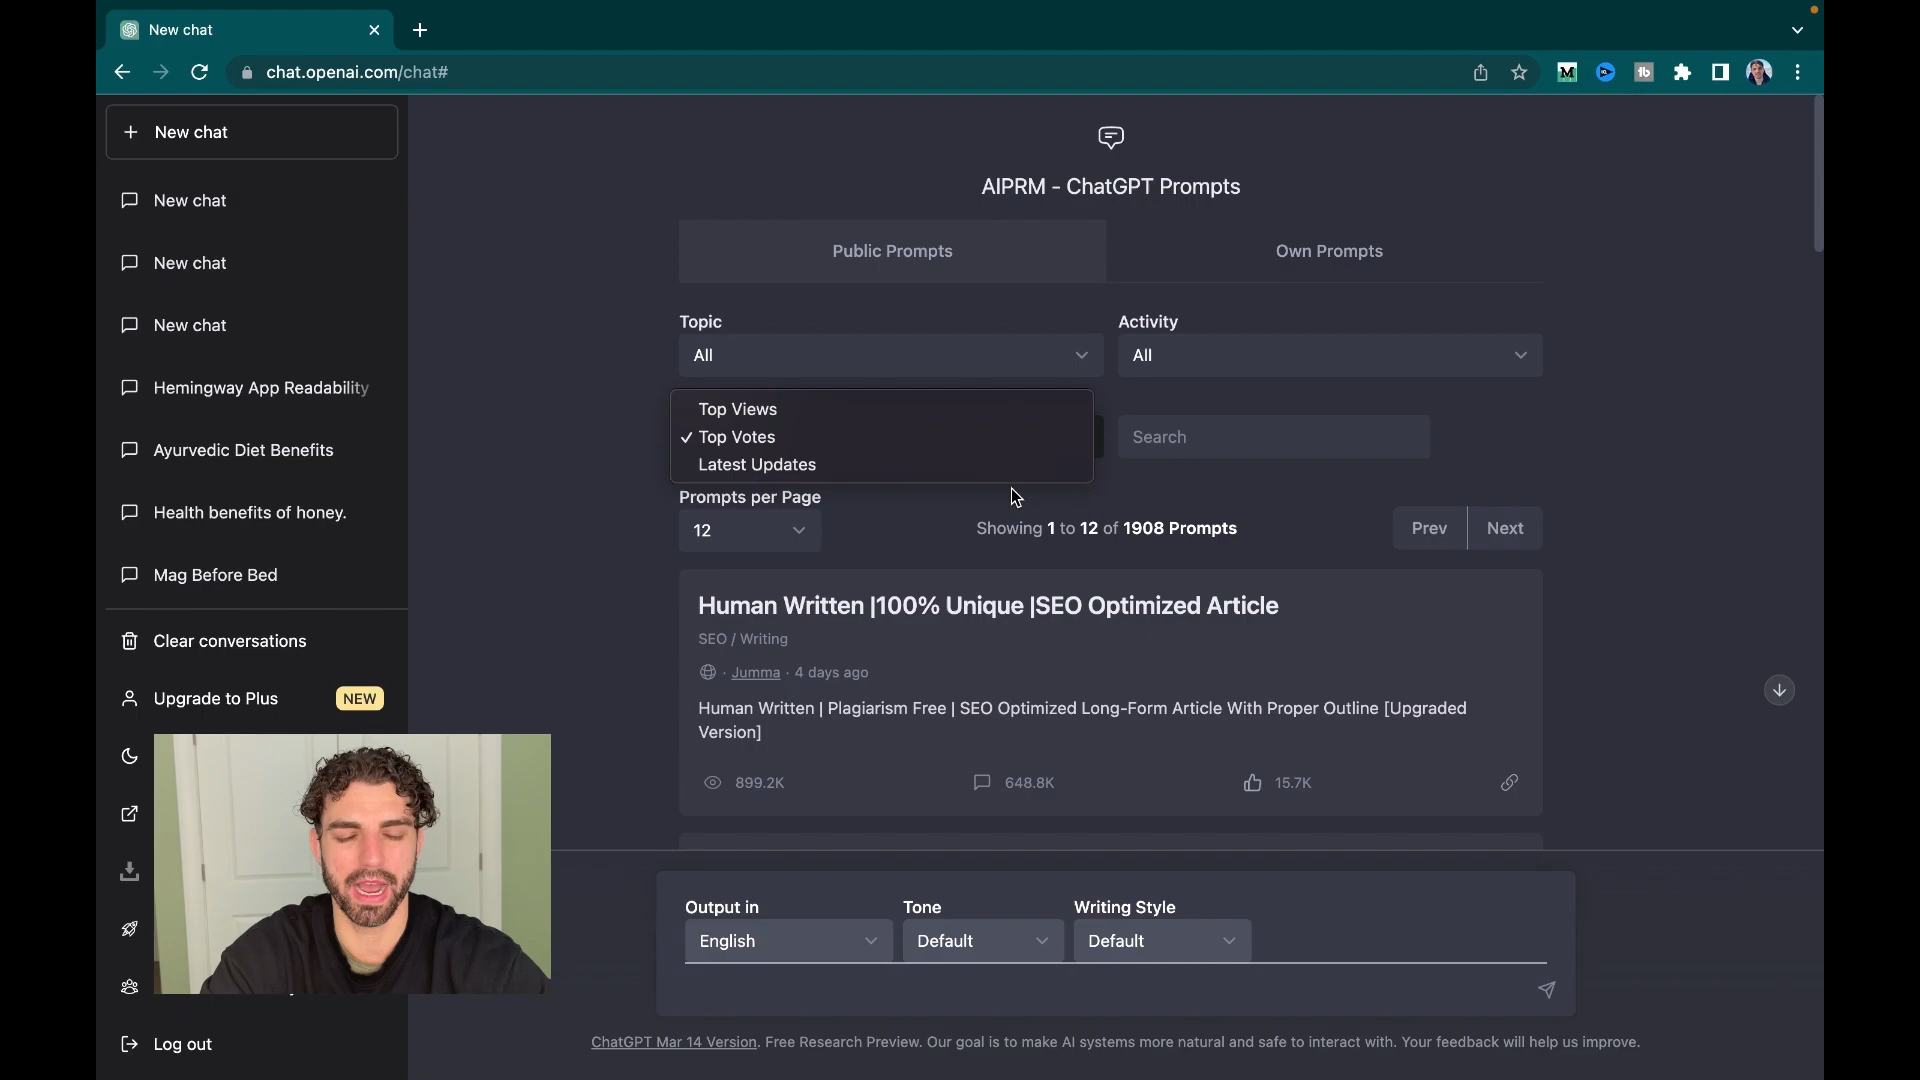 New chat
chat.openai.com/chat#
New chat
New chat
New chat
New chat
Hemingway App Readability
Ayurvedic Diet Benefits
Health benefits of honey.
Mag Before Bed
Clear conversations
Upgrade to Plus NEW
Log out
AIPRM - ChatGPT Prompts
Public Prompts Own Prompts
Topic Activity
All All
Top Views
✓ Top Votes
Latest Updates
Search
Prompts per Page
12
Showing 1 to 12 of 1908 Prompts
Prev Next
Human Written |100% Unique |SEO Optimized Article
SEO / Writing
· Jumma · 4 days ago
Human Written | Plagiarism Free | SEO Optimized Long-Form Article With Proper Outline [Upgraded
Version]
899.2K 648.8K 15.7K
Output in Tone Writing Style
English Default Default
ChatGPT Mar 14 Version. Free Research Preview. Our goal is to make AI systems more natural and safe to interact with. Your feedback will help us improve.